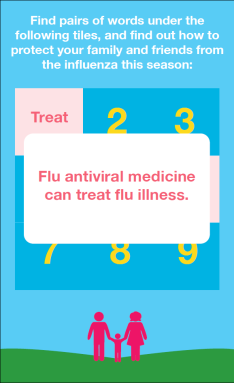 Find pairs of words under the
following tiles, and find out how to
protect your family and friends from
the influenza this season:
Treat 2 3
Flu antiviral medicine
can treat flu illness.
7 8 9